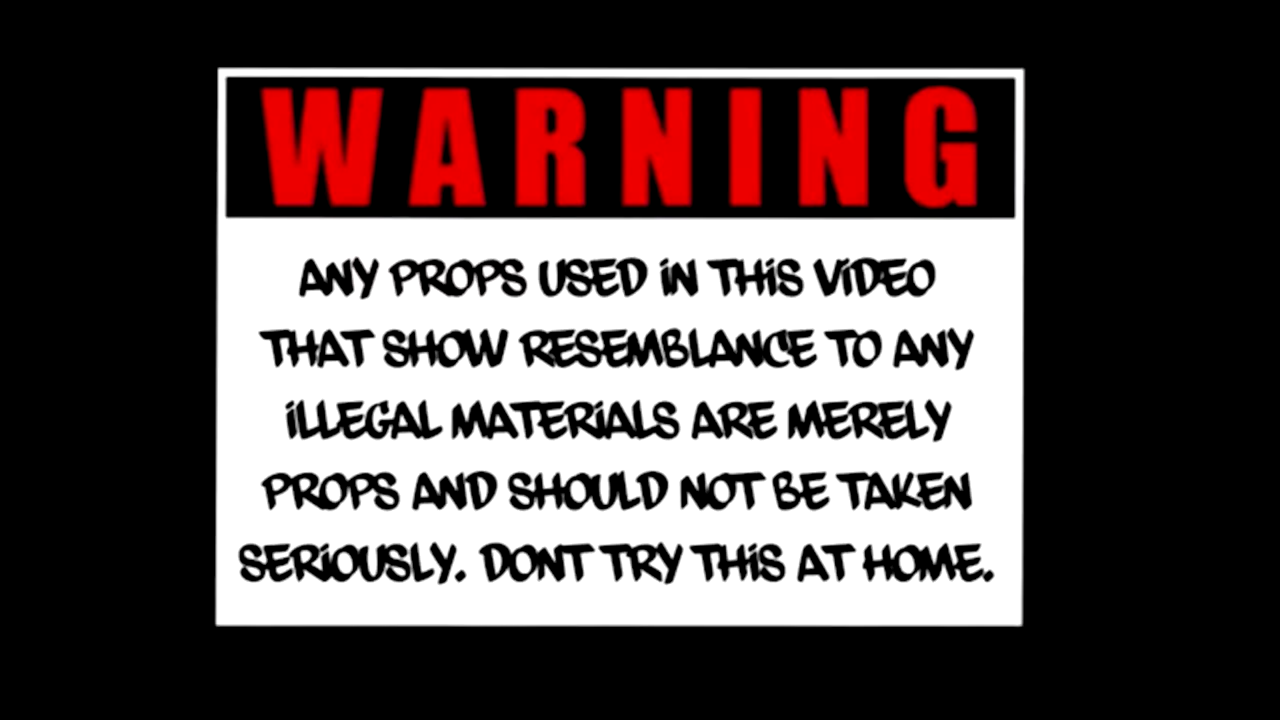 WARNING
ANY PROPS USED iN THiS ViDEO
THAT SHOW RESEMBLANCE TO ANY
iLLEGAL MATERiALS ARE MERELY
PROPS AND SHOULD NOT BE TAKEN
SERiOUSLY. DONT TRY THiS AT HOME.